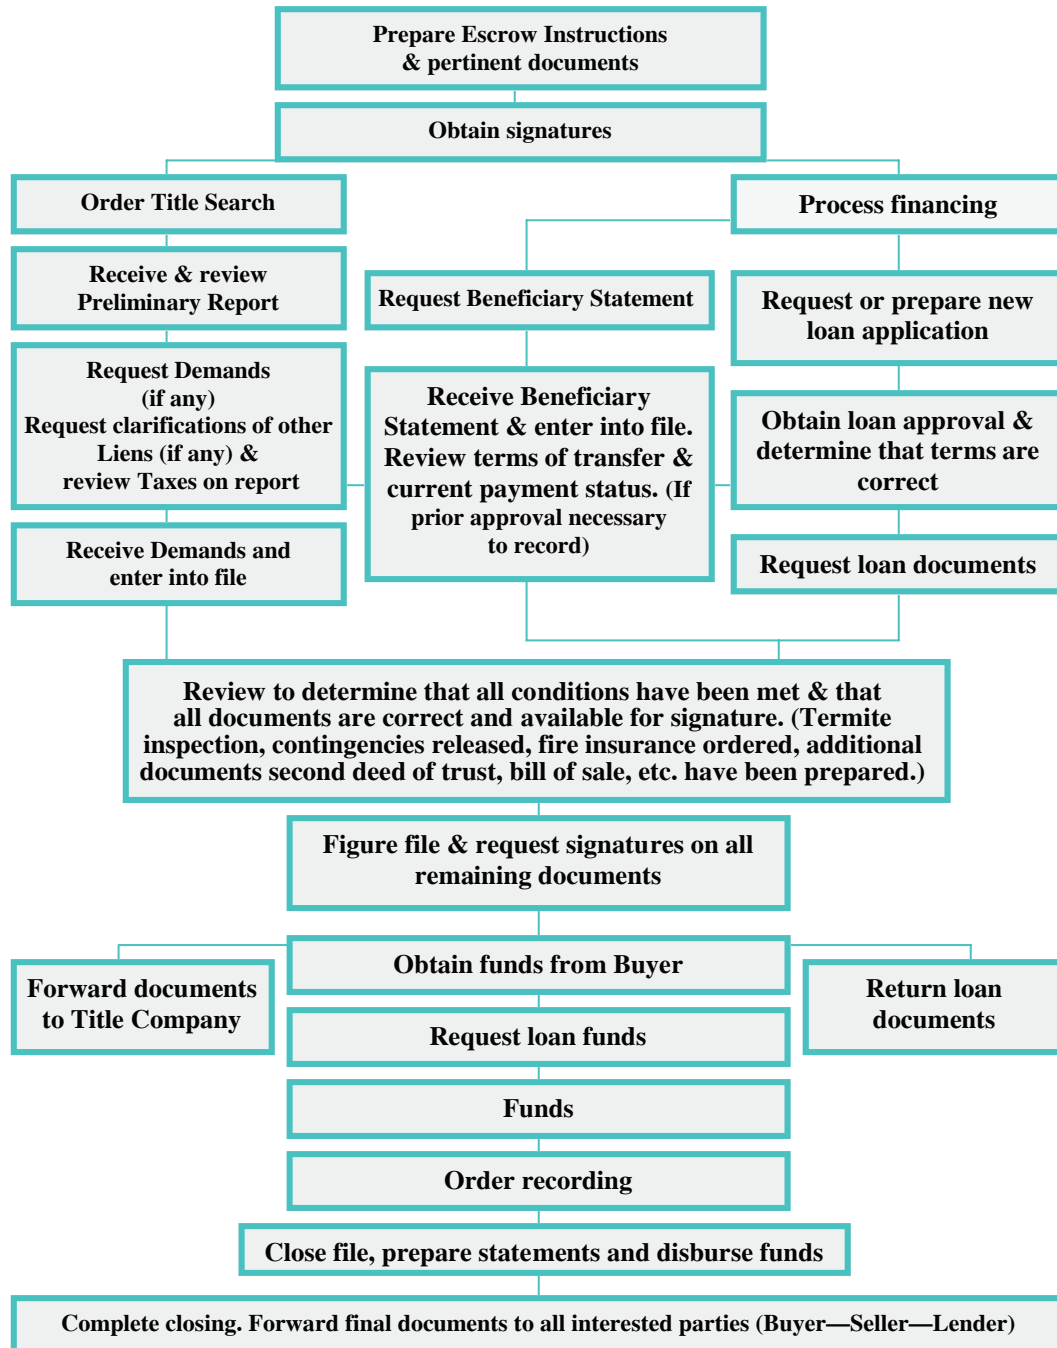 Prepare Escrow Instructions
& pertinent documents
Obtain signatures
Order Title Search
Process financing
Receive & review
Preliminary Report
Request Beneficiary Statement
Request or prepare new
loan application
Request Demands
(if any)
Request clarifications of other
Liens (if any) &
review Taxes on report
Receive Beneficiary
Statement & enter into file.
Review terms of transfer &
current payment status. (If
prior approval necessary
to record)
Obtain loan approval &
determine that terms are
correct
Receive Demands and
enter into file
Request loan documents
Review to determine that all conditions have been met & that
all documents are correct and available for signature. (Termite
inspection, contingencies released, fire insurance ordered, additional
documents second deed of trust, bill of sale, etc. have been prepared.)
Figure file & request signatures on all
remaining documents
Forward documents
to Title Company
Obtain funds from Buyer
Return loan
documents
Request loan funds
Funds
Order recording
Close file, prepare statements and disburse funds
Complete closing. Forward final documents to all interested parties (Buyer—Seller—Lender)